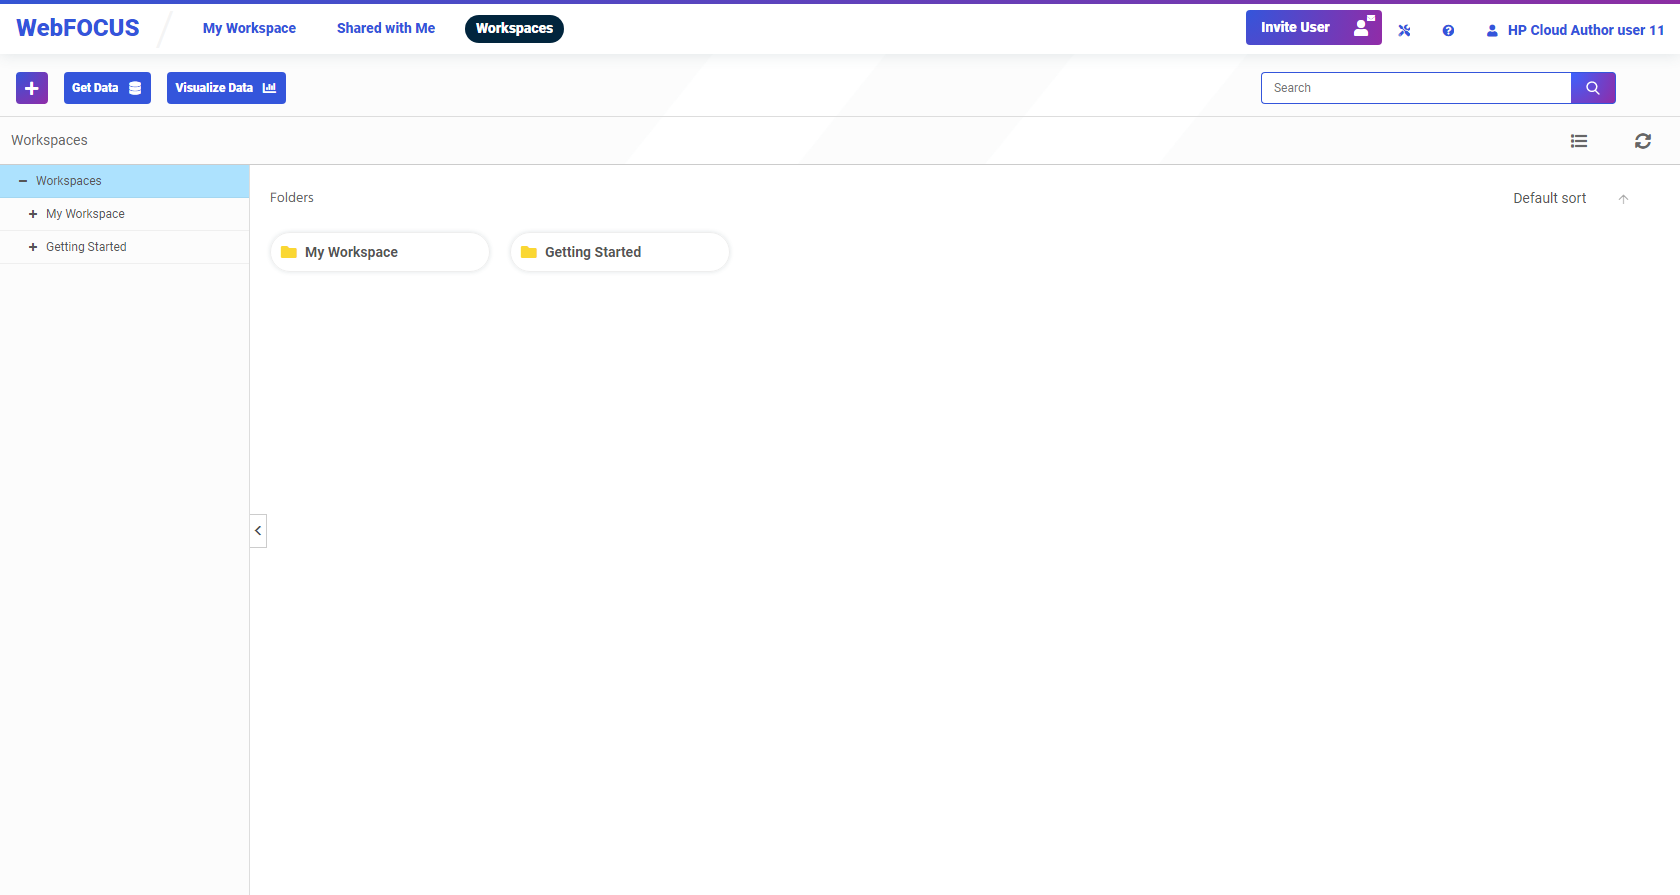 WebFOCUS
My Workspace
Shared with Me
Workspaces
Invite User
HP Cloud Author user 11
Get Data
Visualize Data
Search
Workspaces
Workspaces
My Workspace
Getting Started
Folders
Default sort
My Workspace
Getting Started